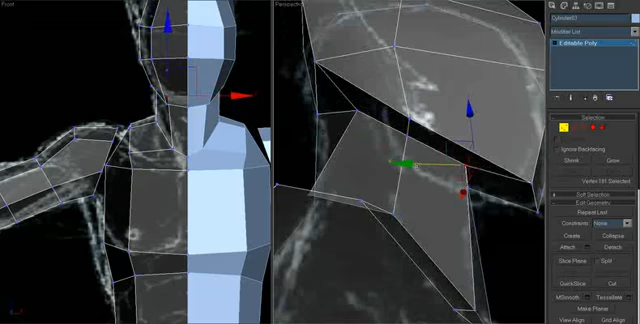 Front
Perspective
Cylinder03
Modifier List
Editable Poly
Selection
Ignore Backfacing
Shrink
Grow
Vertex 181 Selected
Soft Selection
Edit Geometry
Repeat Last
Constraints: None
Create
Collapse
Attach
Detach
Slice Plane
Split
QuickSlice
Cut
MSmooth
Tessellate
Make Planar
View Align
Grid Align